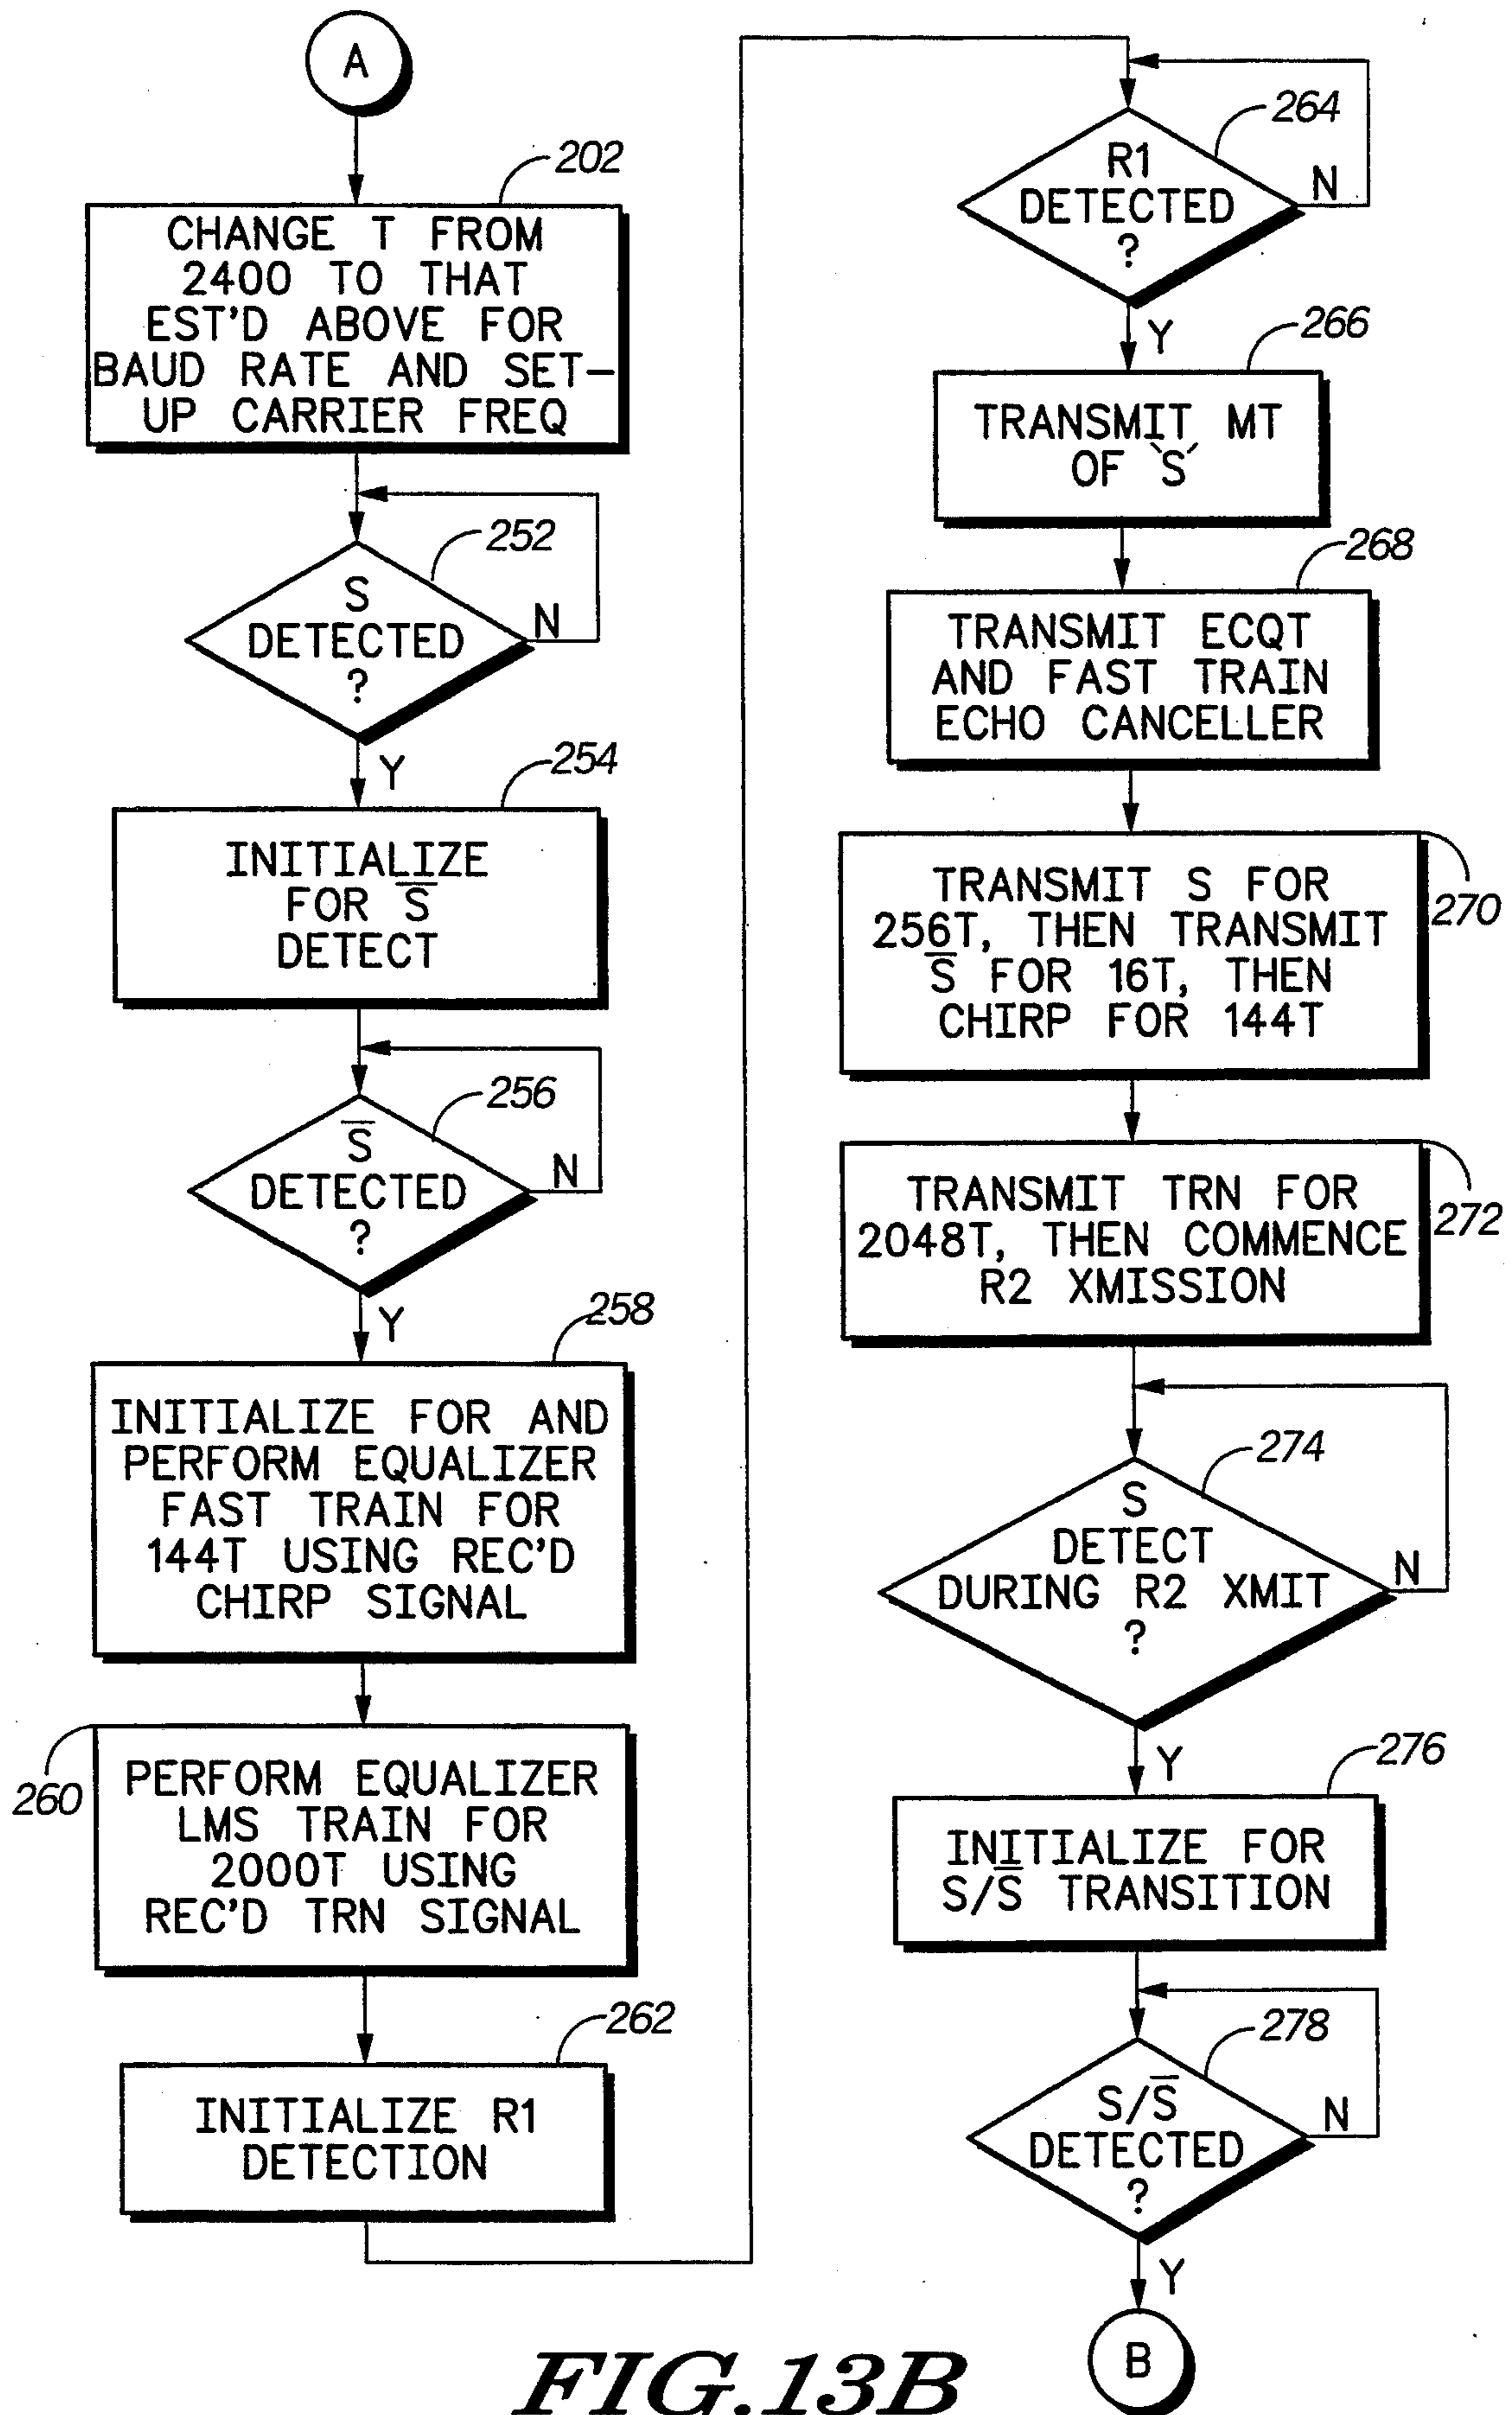 A
202
CHANGE T FROM
2400 TO THAT
EST'D ABOVE FOR
BAUD RATE AND SET-
UP CARRIER FREQ
252
S
DETECTED
?
N
Y
254
INITIALIZE
FOR S̅
DETECT
256
S̅
DETECTED
?
N
Y
258
INITIALIZE FOR AND
PERFORM EQUALIZER
FAST TRAIN FOR
144T USING REC'D
CHIRP SIGNAL
260
PERFORM EQUALIZER
LMS TRAIN FOR
2000T USING
REC'D TRN SIGNAL
262
INITIALIZE R1
DETECTION
264
R1
DETECTED
?
N
Y
266
TRANSMIT MT
OF `S´
268
TRANSMIT ECQT
AND FAST TRAIN
ECHO CANCELLER
270
TRANSMIT S FOR
256T, THEN TRANSMIT
S̅ FOR 16T, THEN
CHIRP FOR 144T
272
TRANSMIT TRN FOR
2048T, THEN COMMENCE
R2 XMISSION
274
S
DETECT
DURING R2 XMIT
?
N
Y
276
INITIALIZE FOR
S/S̅ TRANSITION
278
S/S̅
DETECTED
?
N
Y
B
FIG.13B